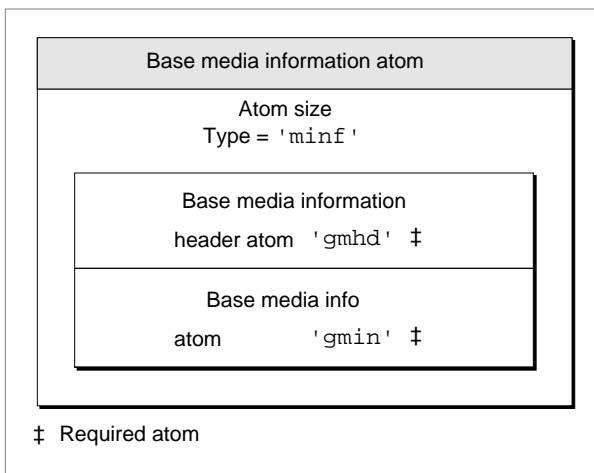 Base media information atom
Atom size
Type = 'minf'
Base media information
header atom 'gmhd' ‡
Base media info
atom 'gmin' ‡
‡ Required atom